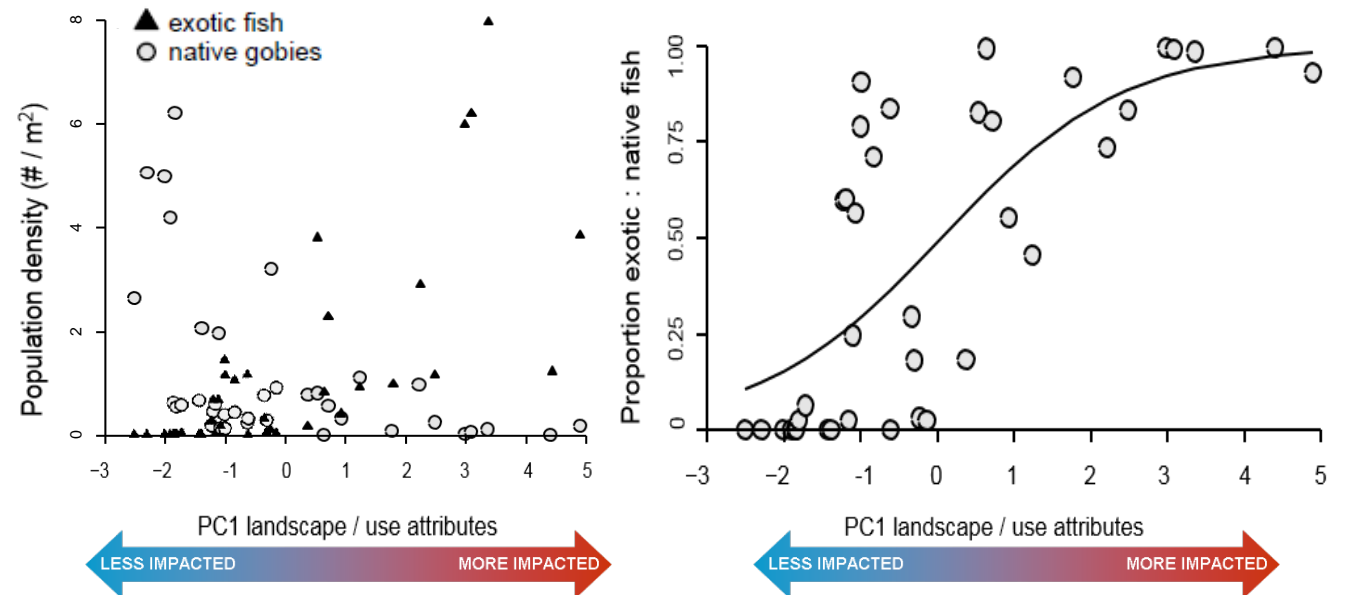 exotic fish
native gobies
Population density (# / m²)
8
6
4
2
0
−3 −2 -1 0 1 2 3 4 5
PC1 landscape / use attributes
LESS IMPACTED MORE IMPACTED
Proportion exotic : native fish
1.00
0.75
0.50
0.25
0
−3 −2 -1 0 1 2 3 4 5
PC1 landscape / use attributes
LESS IMPACTED MORE IMPACTED